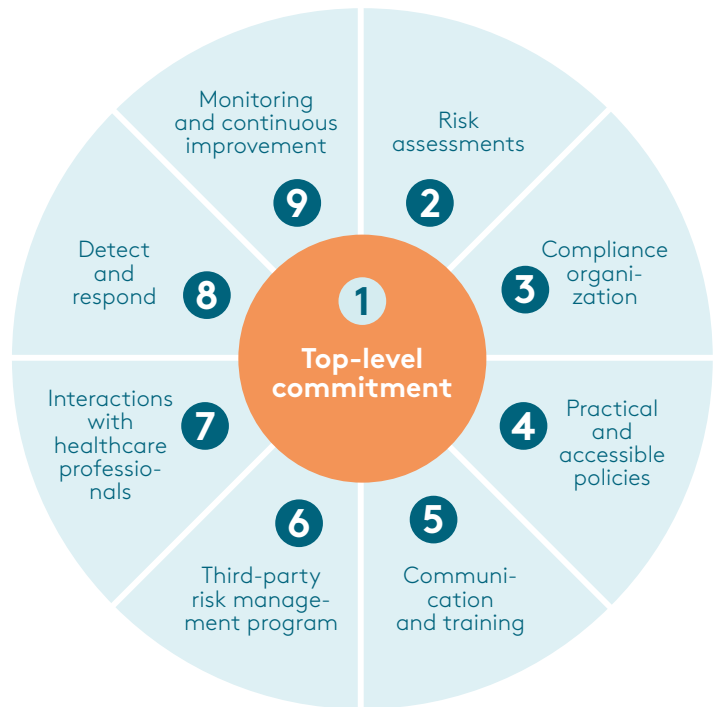 1
Top-level
commitment
2
Risk
assessments
3
Compliance
organi-
zation
4
Practical
and
accessible
policies
5
Communi-
cation
and training
6
Third-party
risk manage-
ment program
7
Interactions
with
healthcare
professio-
nals
8
Detect
and
respond
9
Monitoring
and continuous
improvement